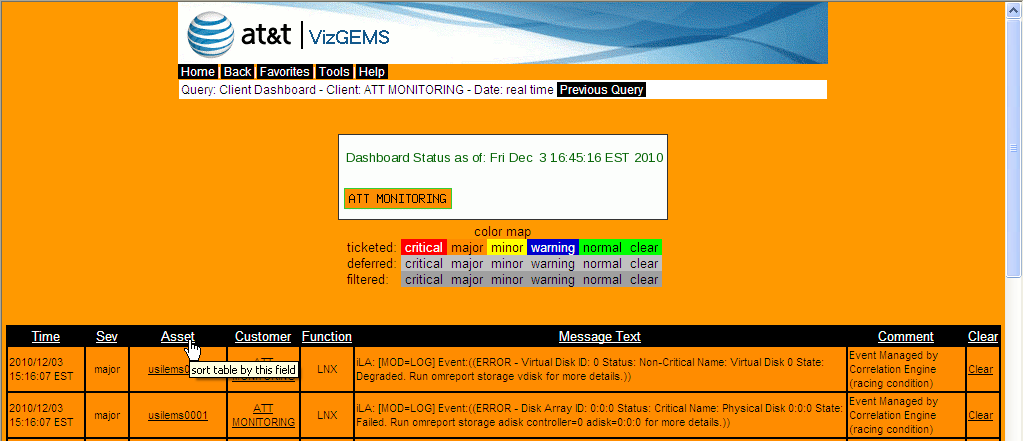 at&t VizGEMS
Home Back Favorites Tools Help
Query: Client Dashboard - Client: ATT MONITORING - Date: real time Previous Query
Dashboard Status as of: Fri Dec 3 16:45:16 EST 2010
ATT MONITORING
color map
ticketed: critical major minor warning normal clear
deferred: critical major minor warning normal clear
filtered: critical major minor warning normal clear
Time Sev Asset Customer Function Message Text Comment Clear
2010/12/03 15:16:07 EST
major
ATT
LNX
iLA: [MOD=LOG] Event:((ERROR - Virtual Disk ID: 0 Status: Non-Critical Name: Virtual Disk 0 State:
Degraded. Run omreport storage vdisk for more details.))
Event Managed by
Correlation Engine
(racing condition)
Clear
sort table by this field
2010/12/03
15:16:07 EST
major
usilems0001
ATT
MONITORING
LNX
iLA: [MOD=LOG] Event:((ERROR - Disk Array ID: 0:0:0 Status: Critical Name: Physical Disk 0:0:0 State:
Failed. Run omreport storage adisk controller=0 adisk=0:0:0 for more details.))
Event Managed by
Correlation Engine
(racing condition)
Clear